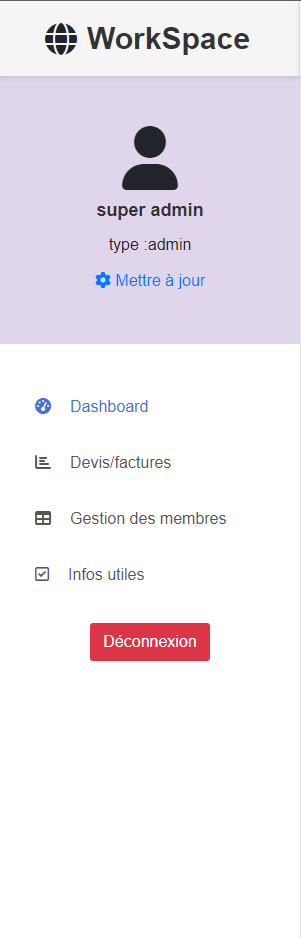 WorkSpace
super admin
type :admin
Mettre à jour
Dashboard
Devis/factures
Gestion des membres
Infos utiles
Déconnexion